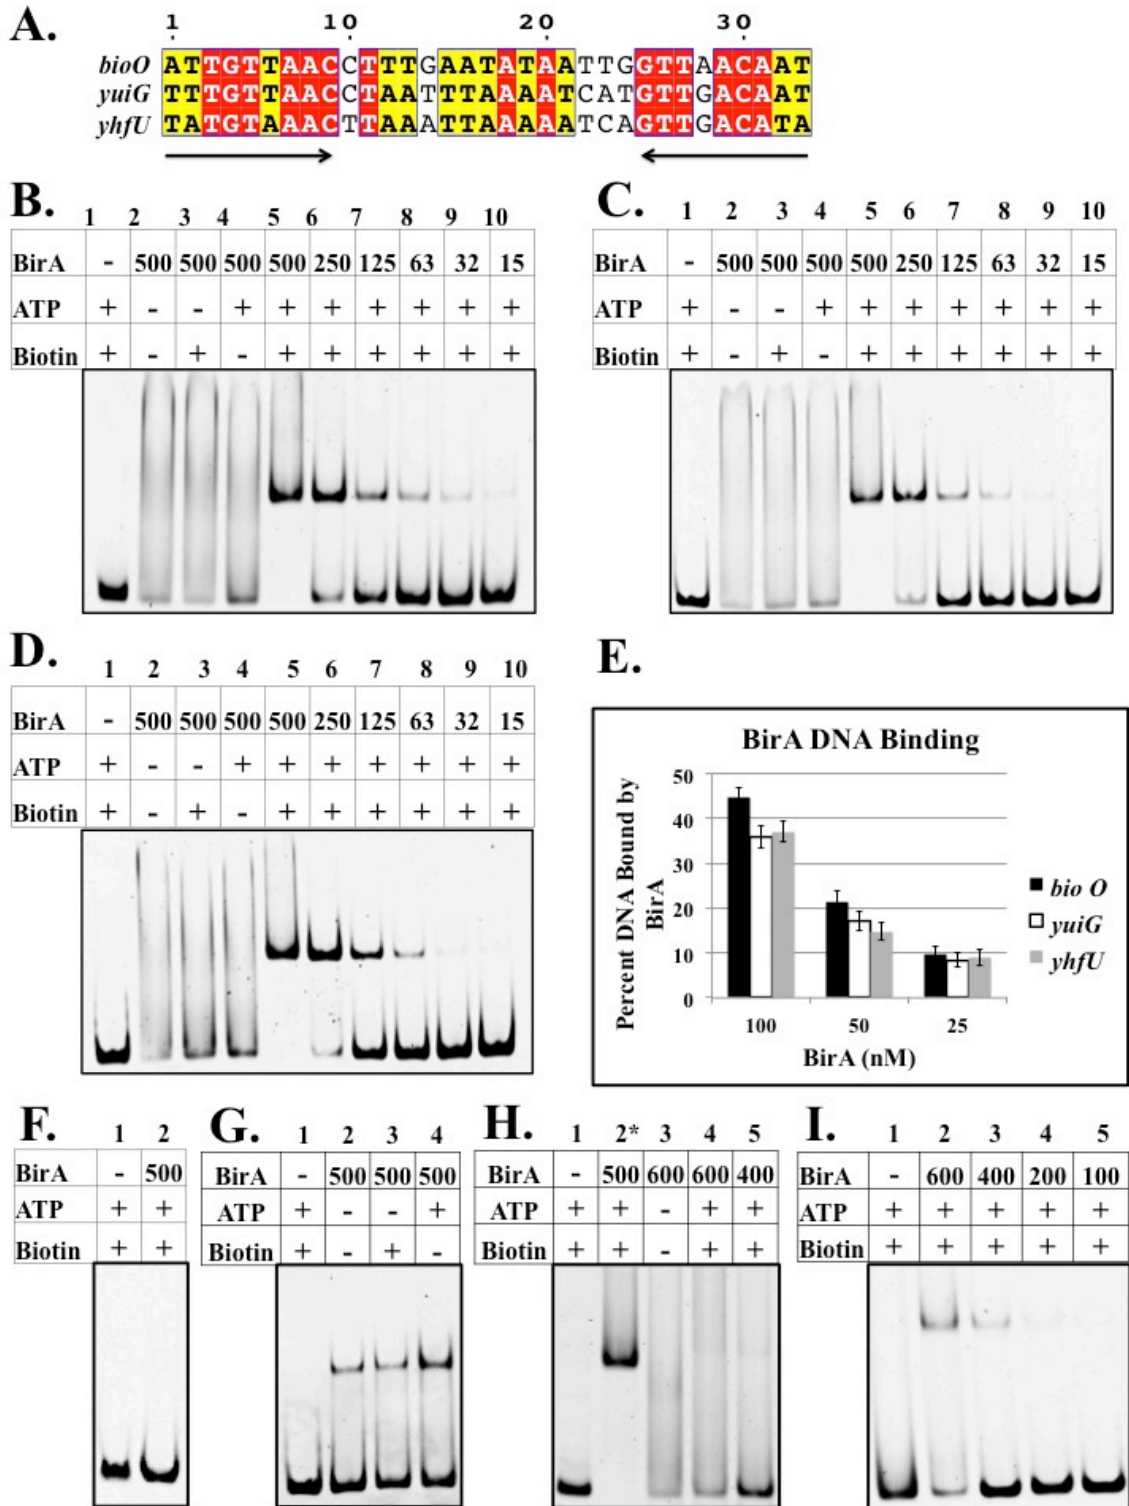 A.
1 10 20 30
bioO ATTGTTAACCTTTGAATATAATTGGTTAACAAT
yuiG TTTGTTAACCTAATTTAAAATCATGTTGACAAT
yhfU TATGTAAACTTAAATTAAAAATCAGTTGACATA
B.
1 2 3 4 5 6 7 8 9 10
BirA - 500 500 500 500 250 125 63 32 15
ATP + - - + + + + + + +
Biotin + - + - + + + + + +
C.
1 2 3 4 5 6 7 8 9 10
BirA - 500 500 500 500 250 125 63 32 15
ATP + - - + + + + + + +
Biotin + - + - + + + + + +
D.
1 2 3 4 5 6 7 8 9 10
BirA - 500 500 500 500 250 125 63 32 15
ATP + - - + + + + + + +
Biotin + - + - + + + + + +
E.
BirA DNA Binding
Percent DNA Bound by
BirA
50
40
30
20
10
0
100 50 25
BirA (nM)
bio O
yuiG
yhfU
F.
1 2
BirA - 500
ATP + +
Biotin + +
G.
1 2 3 4
BirA - 500 500 500
ATP + - - +
Biotin + - + -
H.
1 2* 3 4 5
BirA - 500 600 600 400
ATP + + - + +
Biotin + + - + +
I.
1 2 3 4 5
BirA - 600 400 200 100
ATP + + + + +
Biotin + + + + +